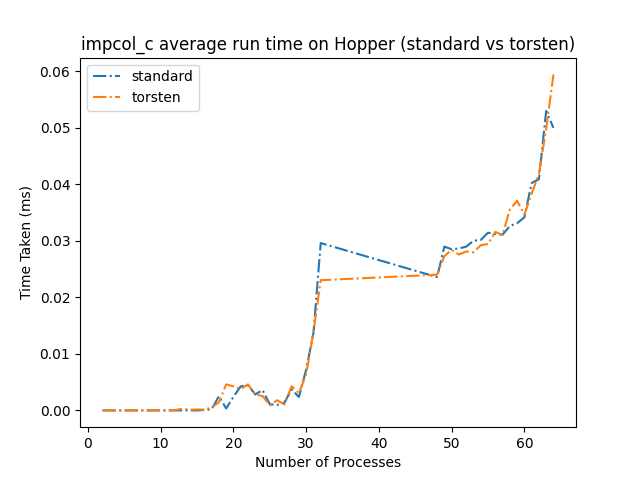 impcol_c average run time on Hopper (standard vs torsten)
standard
torsten
Time Taken (ms)
0.06
0.05
0.04
0.03
0.02
0.01
0.00
0 10 20 30 40 50 60
Number of Processes